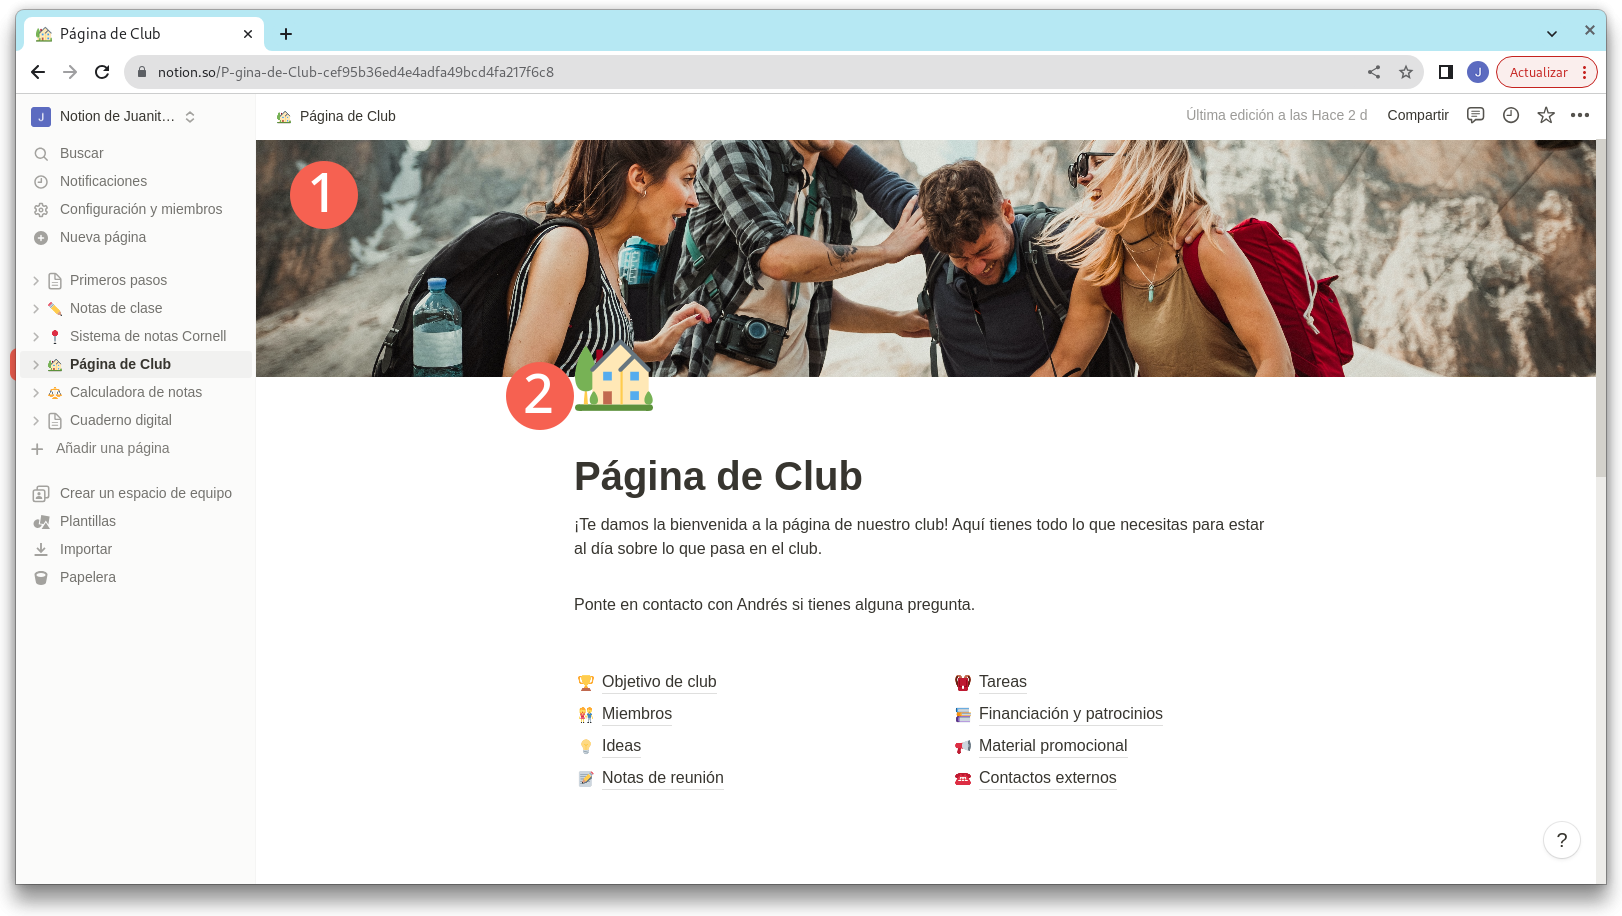 Página de Club
notion.so/P-gina-de-Club-cef95b36ed4e4adfa49bcd4fa217f6c8
J
Actualizar
J
Notion de Juanit…
Página de Club
Última edición a las Hace 2 d
Compartir
Buscar
Notificaciones
Configuración y miembros
Nueva página
Primeros pasos
Notas de clase
Sistema de notas Cornell
Página de Club
Calculadora de notas
Cuaderno digital
Añadir una página
Crear un espacio de equipo
Plantillas
Importar
Papelera
1
2
Página de Club
¡Te damos la bienvenida a la página de nuestro club! Aquí tienes todo lo que necesitas para estar
al día sobre lo que pasa en el club.
Ponte en contacto con Andrés si tienes alguna pregunta.
Objetivo de club
Miembros
Ideas
Notas de reunión
Tareas
Financiación y patrocinios
Material promocional
Contactos externos
?